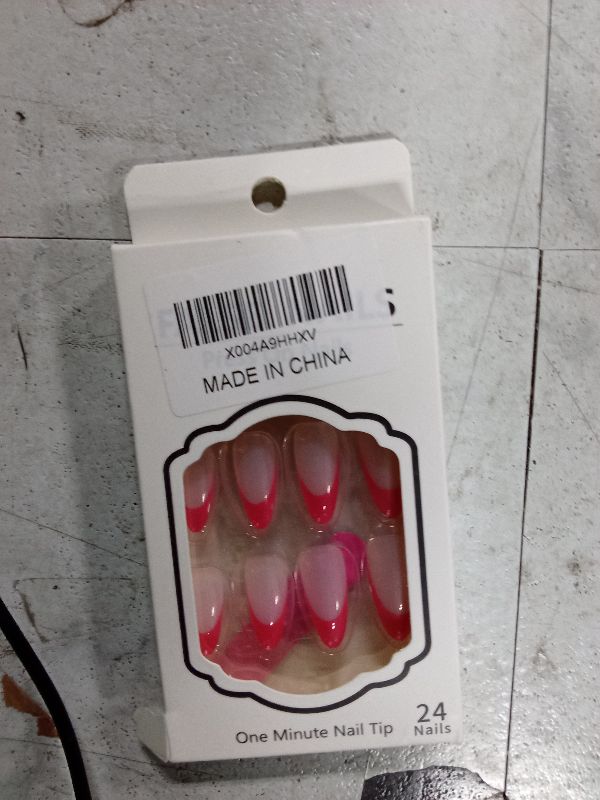 X004A9HHXV
MADE IN CHINA
One Minute Nail Tip
24
Nails